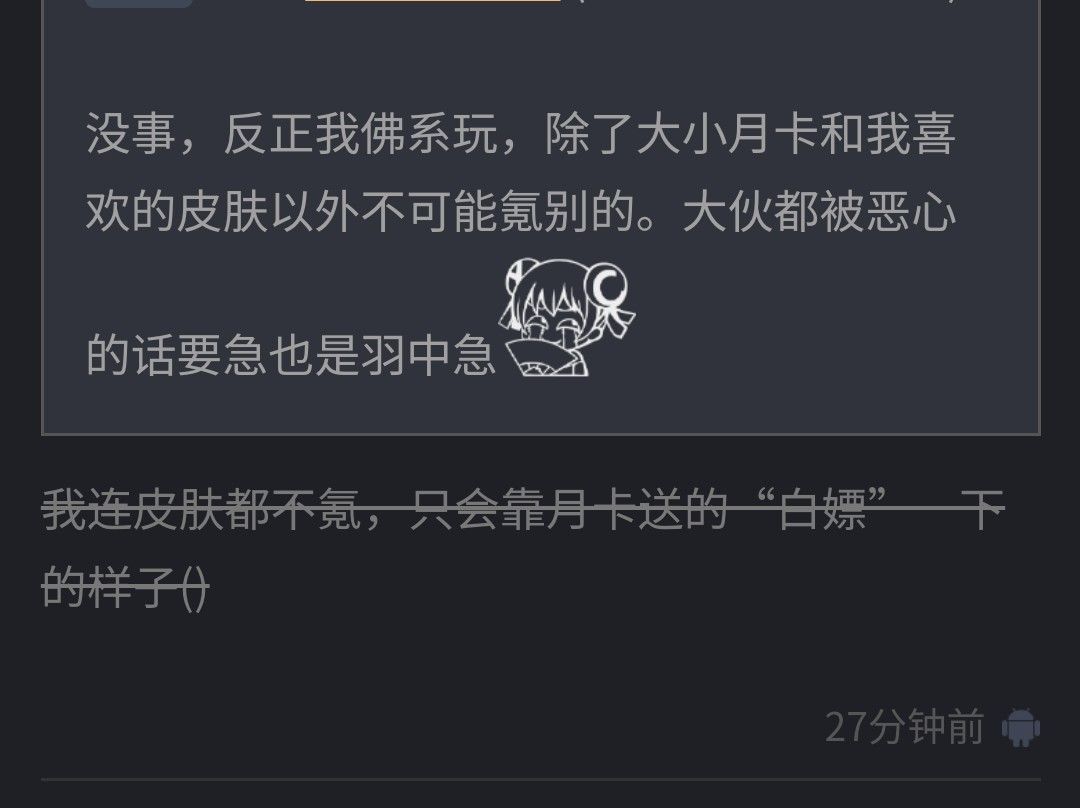 没事，反正我佛系玩，除了大小月卡和我喜
欢的皮肤以外不可能氪别的。大伙都被恶心
的话要急也是羽中急
我连皮肤都不氪，只会靠月卡送的“白嫖”一下
的样子()
27分钟前